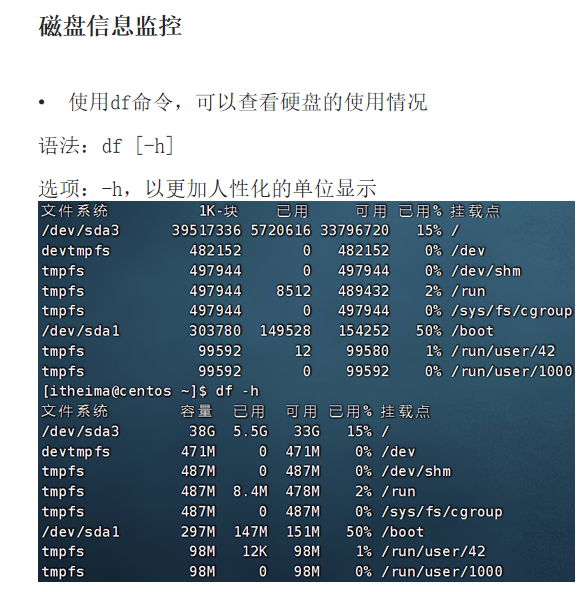 磁盘信息监控
• 使用df命令，可以查看硬盘的使用情况
语法：df [-h]
选项：-h，以更加人性化的单位显示
文件系统 1K-块 已用 可用 已用% 挂载点
/dev/sda3 39517336 5720616 33796720 15% /
devtmpfs 482152 0 482152 0% /dev
tmpfs 497944 0 497944 0% /dev/shm
tmpfs 497944 8512 489432 2% /run
tmpfs 497944 0 497944 0% /sys/fs/cgroup
/dev/sda1 303780 149528 154252 50% /boot
tmpfs 99592 12 99580 1% /run/user/42
tmpfs 99592 0 99592 0% /run/user/1000
[itheima@centos ~]$ df -h
文件系统 容量 已用 可用 已用% 挂载点
/dev/sda3 38G 5.5G 33G 15% /
devtmpfs 471M 0 471M 0% /dev
tmpfs 487M 0 487M 0% /dev/shm
tmpfs 487M 8.4M 478M 2% /run
tmpfs 487M 0 487M 0% /sys/fs/cgroup
/dev/sda1 297M 147M 151M 50% /boot
tmpfs 98M 12K 98M 1% /run/user/42
tmpfs 98M 0 98M 0% /run/user/1000